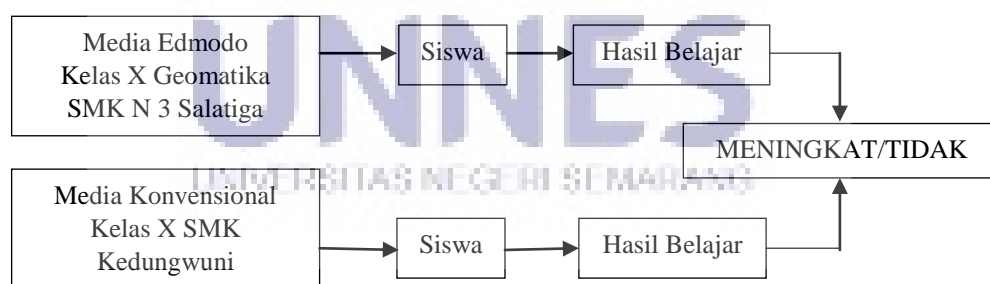 Media Edmodo
Kelas X Geomatika
SMK N 3 Salatiga
Siswa
Hasil Belajar
MENINGKAT/TIDAK
Media Konvensional
Kelas X SMK
Kedungwuni
Siswa
Hasil Belajar
UNNES
UNIVERSITAS NEGERI SEMARANG